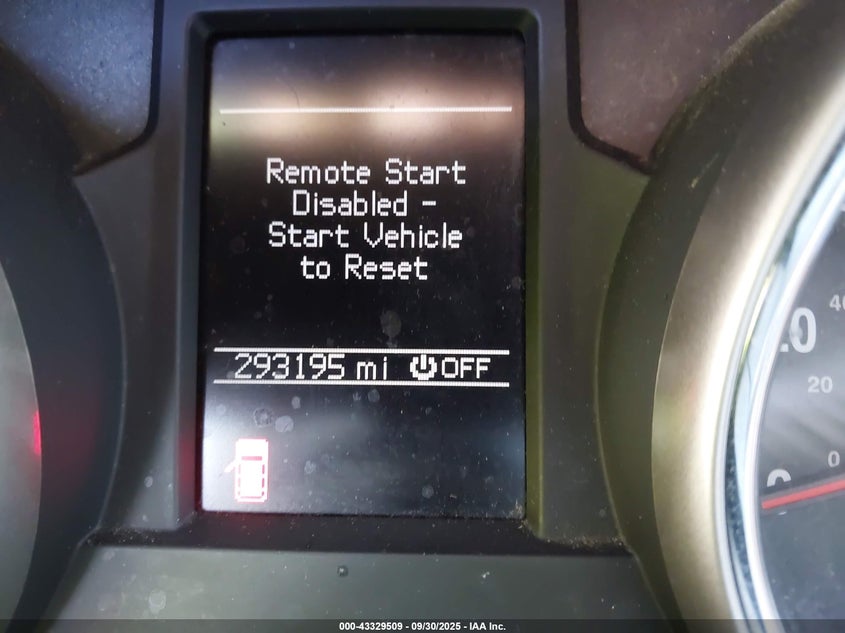 Remote Start
Disabled -
Start Vehicle
to Reset
293195 mi OFF
40
20
0
000-43329509 - 09/30/2025 - IAA Inc.